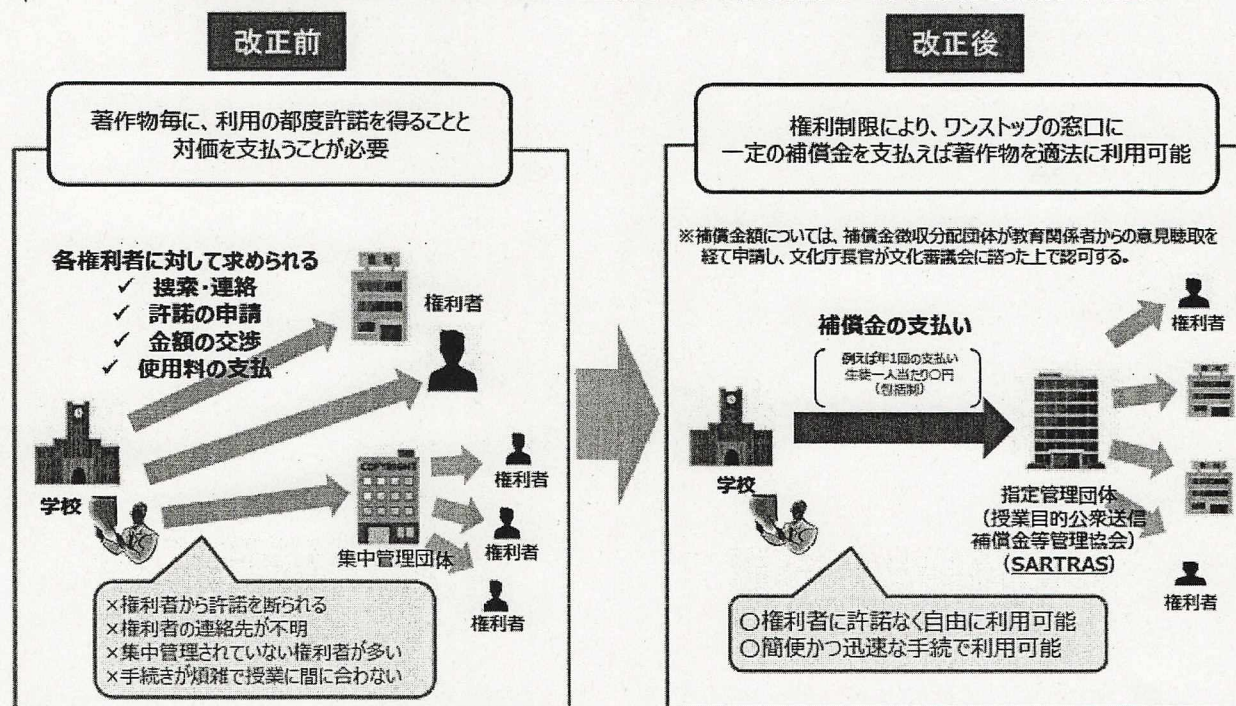 改正前
著作物毎に、利用の都度許諾を得ることと
対価を支払うことが必要
各権利者に対して求められる
✓ 捜索・連絡
✓ 許諾の申請
✓ 金額の交渉
✓ 使用料の支払
権利者
学校
COPYRIGHT
集中管理団体
権利者
権利者
権利者
×権利者から許諾を断られる
×権利者の連絡先が不明
×集中管理されていない権利者が多い
×手続きが煩雑で授業に間に合わない
改正後
権利制限により、ワンストップの窓口に
一定の補償金を支払えば著作物を適法に利用可能
※補償金額については、補償金徴収分配団体が教育関係者からの意見聴取を
経て申請し、文化庁長官が文化審議会に諮った上で認可する。
補償金の支払い
例えば年1回の支払い
生徒一人当たり〇円
(包括制)
学校
指定管理団体
(授業目的公衆送信
補償金等管理協会)
(SARTRAS)
権利者
権利者
〇権利者に許諾なく自由に利用可能
〇簡便かつ迅速な手続で利用可能